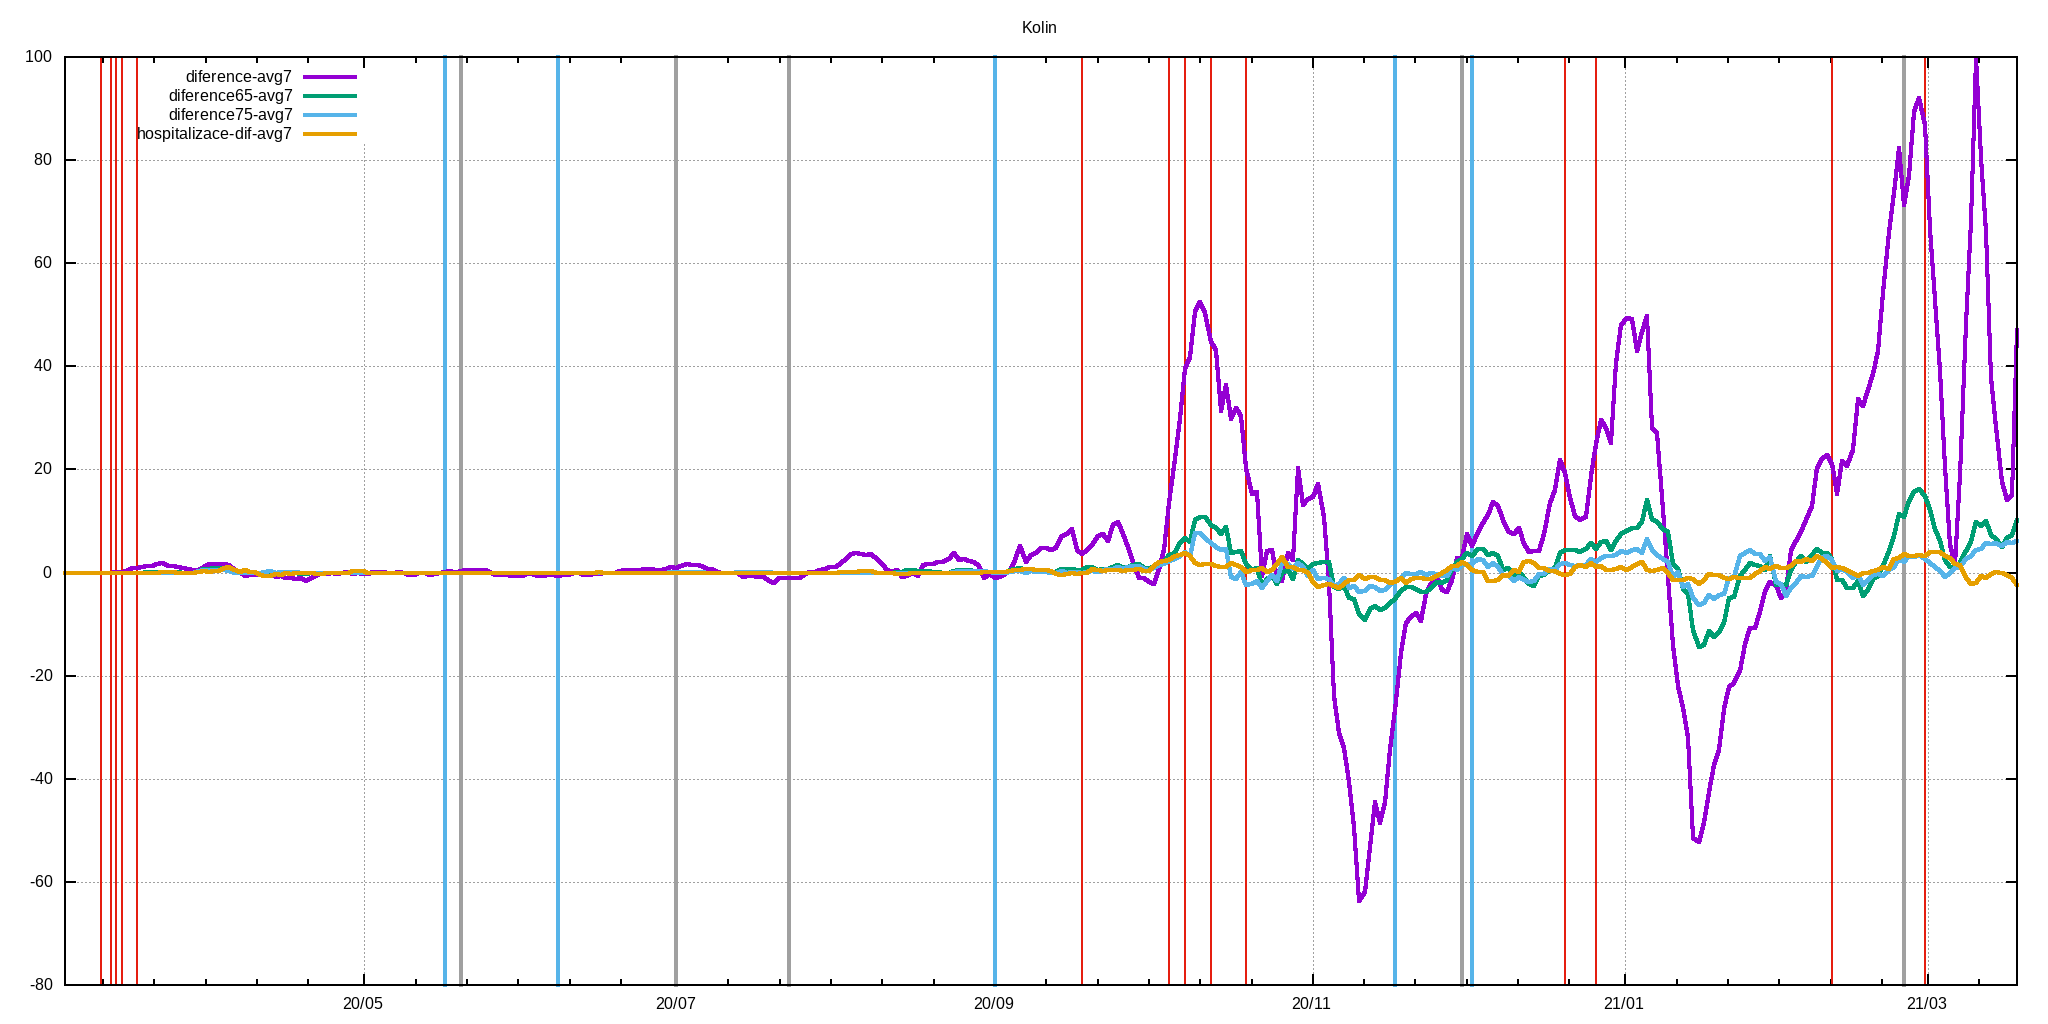 Kolin
diference-avg7
diference65-avg7
diference75-avg7
hospitalizace-dif-avg7
100
80
60
40
20
0
-20
-40
-60
-80
20/05 20/07 20/09 20/11 21/01 21/03